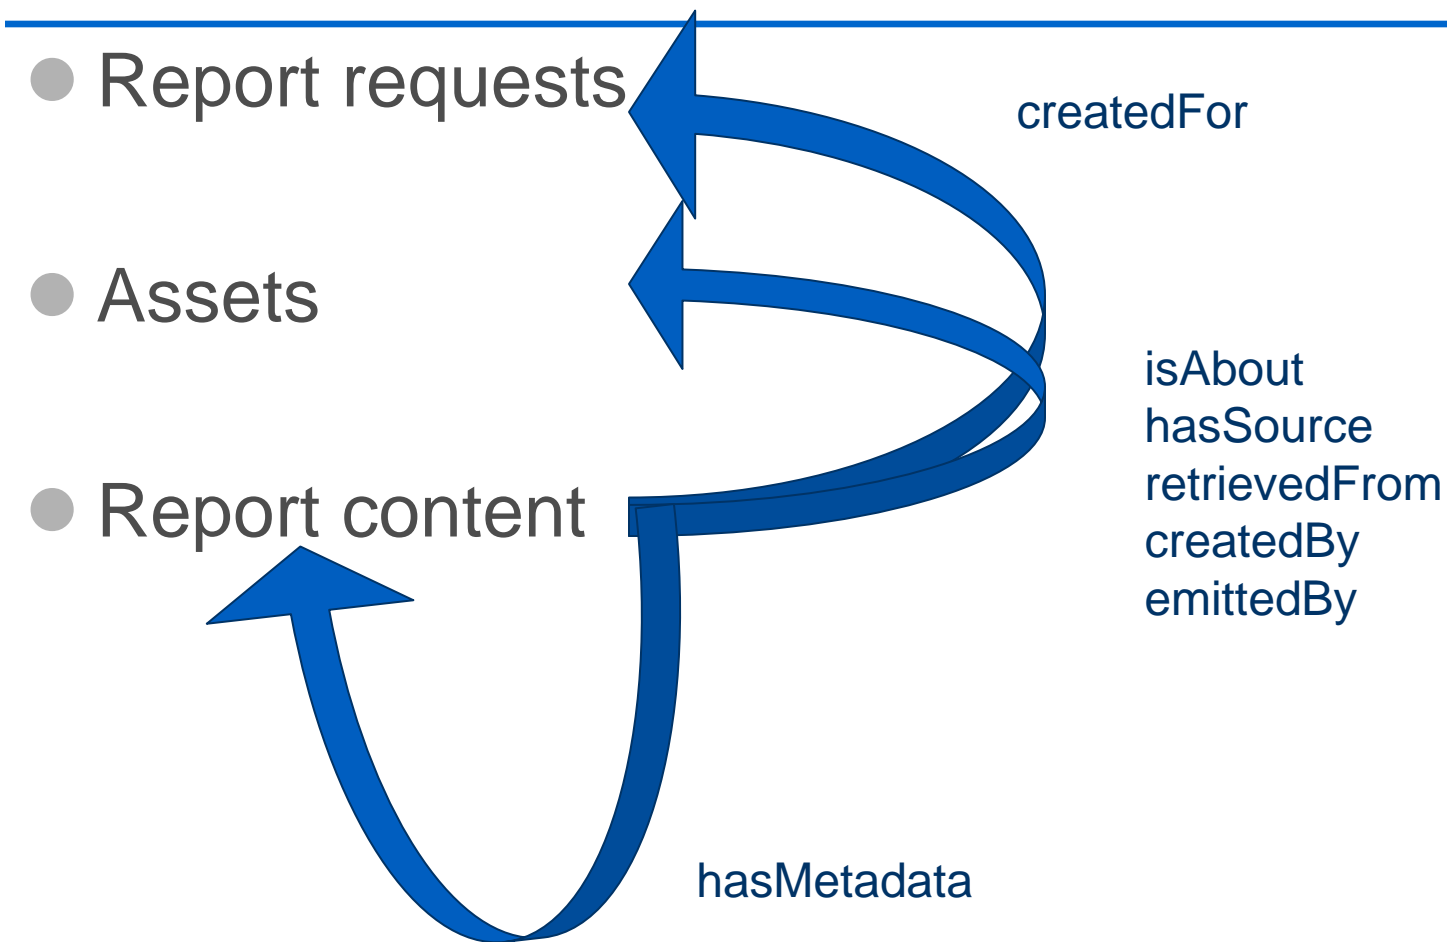 Report requests
createdFor
Assets
isAbout
hasSource
retrievedFrom
createdBy
emittedBy
Report content
hasMetadata